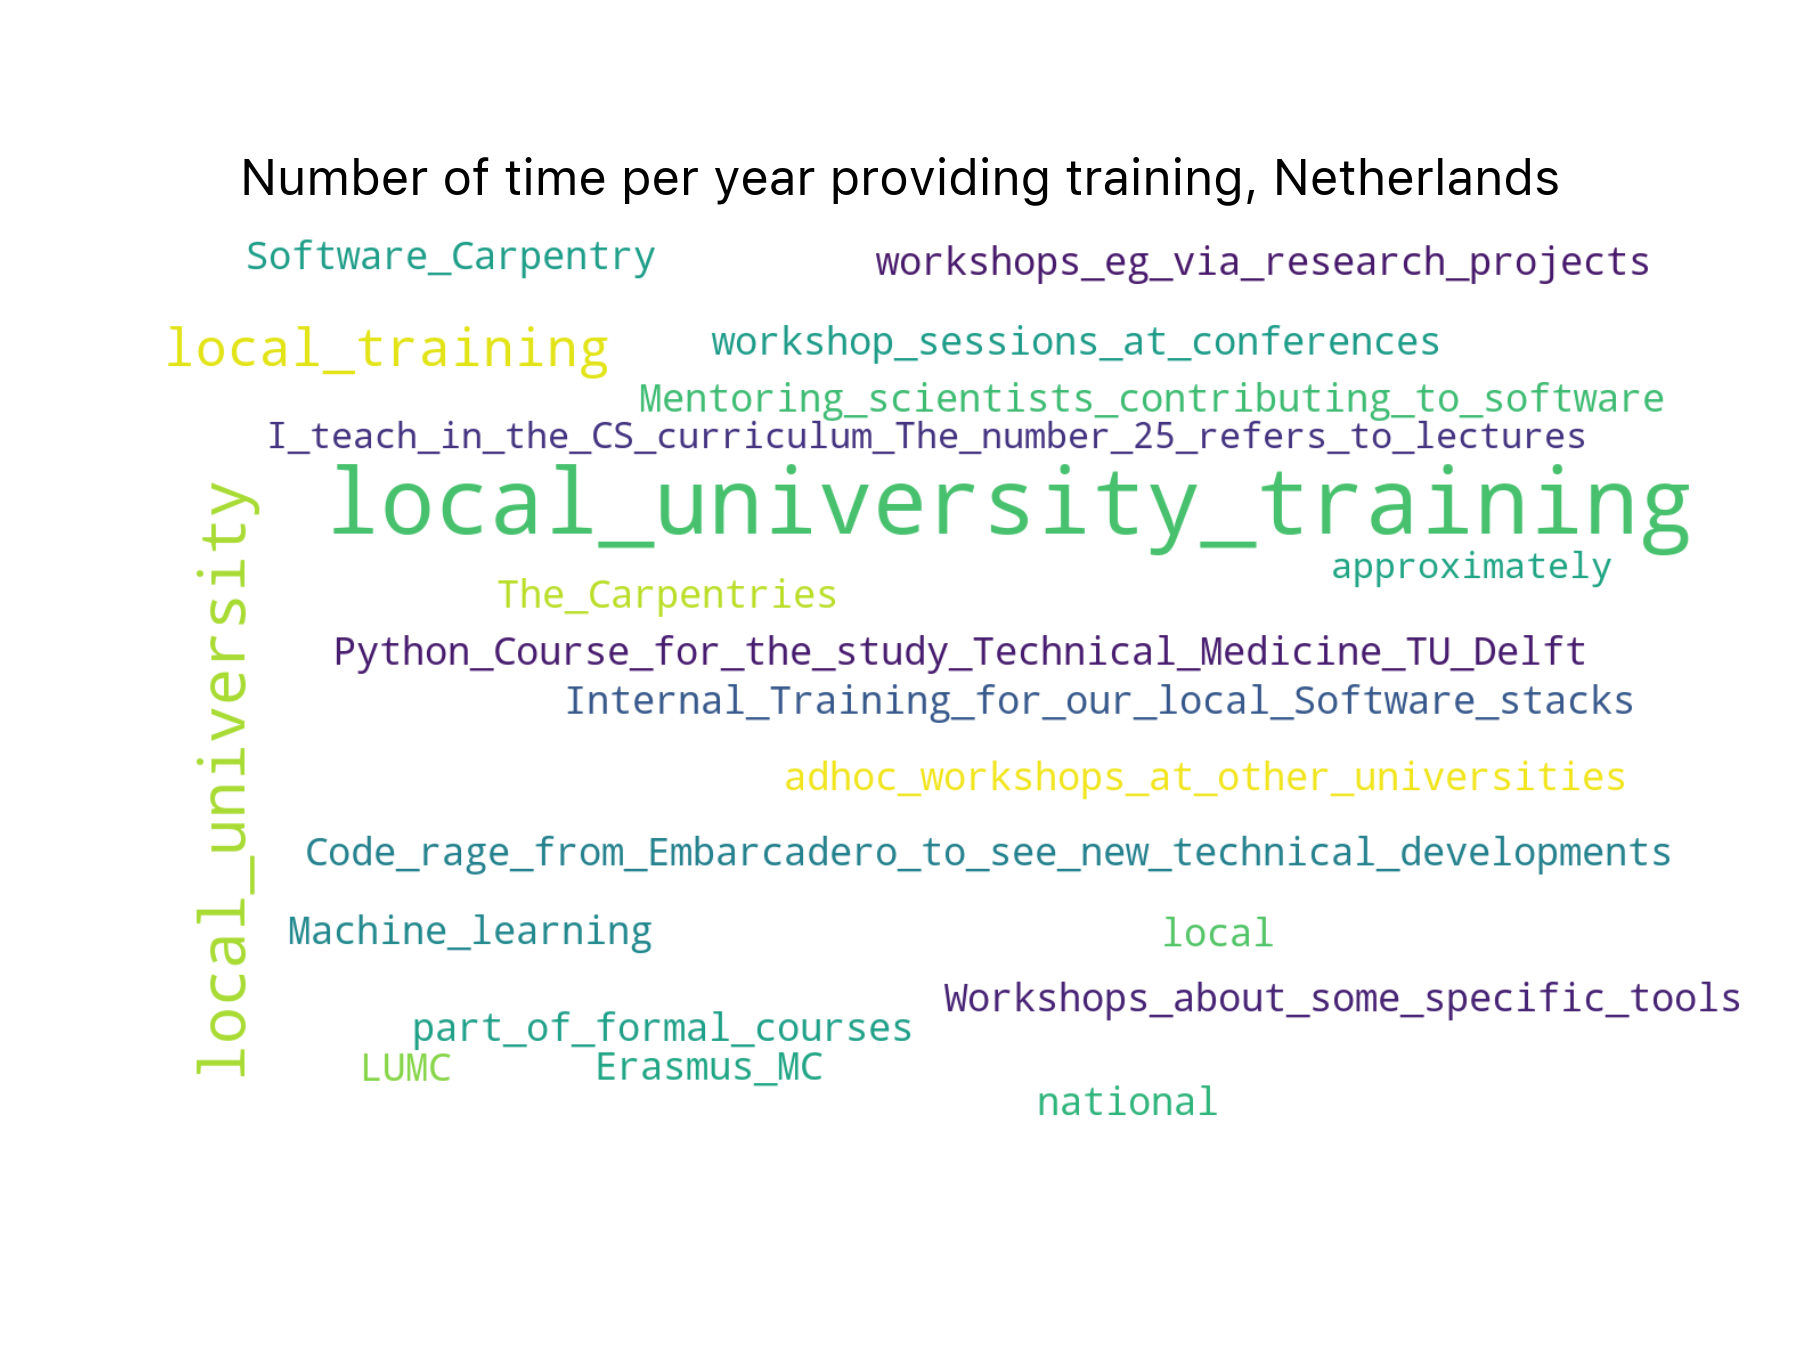 Number of time per year providing training, Netherlands
Software_Carpentry
workshops_eg_via_research_projects
local_training
workshop_sessions_at_conferences
Mentoring_scientists_contributing_to_software
I_teach_in_the_CS_curriculum_The_number_25_refers_to_lectures
local_university_training
local_university
approximately
The_Carpentries
Python_Course_for_the_study_Technical_Medicine_TU_Delft
Internal_Training_for_our_local_Software_stacks
adhoc_workshops_at_other_universities
Code_rage_from_Embarcadero_to_see_new_technical_developments
Machine_learning
local
Workshops_about_some_specific_tools
part_of_formal_courses
LUMC
Erasmus_MC
national